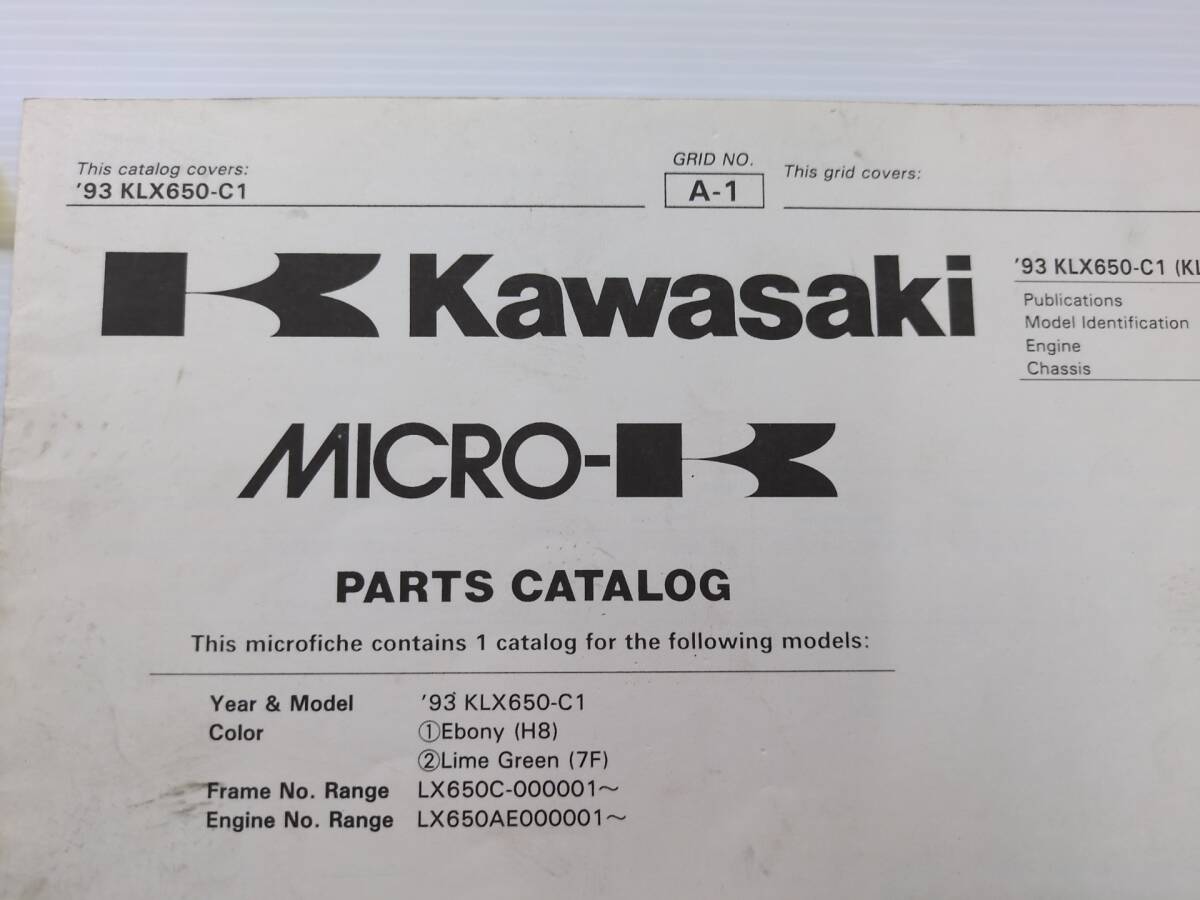 This catalog covers:
'93 KLX650-C1
GRID NO.
A-1
This grid covers:
Kawasaki
'93 KLX650-C1 (KL
Publications
Model Identification
Engine
Chassis
MICRO-K
PARTS CATALOG
This microfiche contains 1 catalog for the following models:
Year & Model '93 KLX650-C1
Color ①Ebony (H8)
②Lime Green (7F)
Frame No. Range LX650C-000001~
Engine No. Range LX650AE000001~